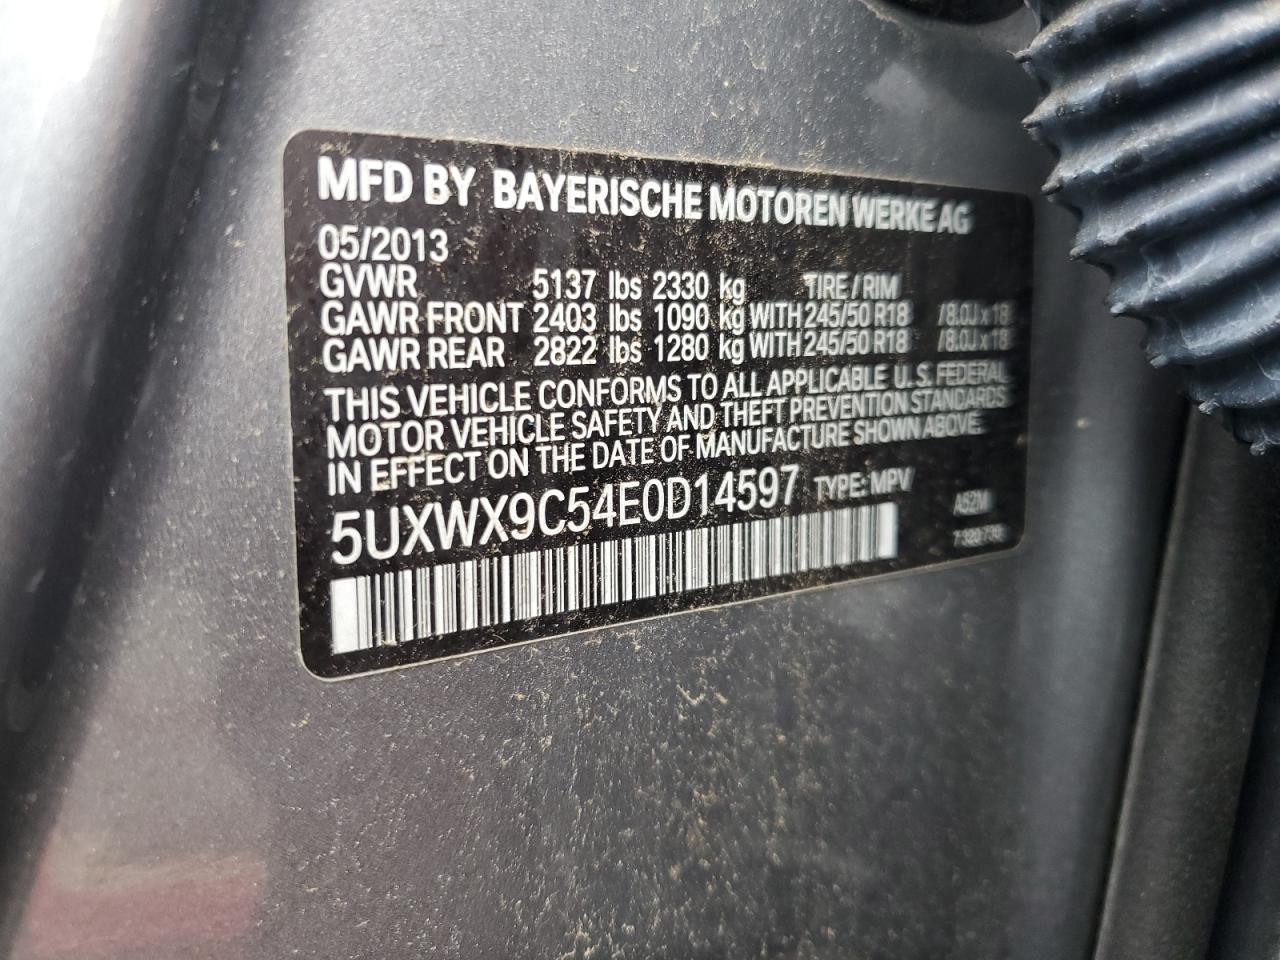 MFD BY BAYERISCHE MOTOREN WERKE AG
05/2013
GVWR 5137 lbs 2330 kg TIRE / RIM
GAWR FRONT 2403 lbs 1090 kg WITH 245/50 R18 /8.0J x 18
GAWR REAR 2822 lbs 1280 kg WITH 245/50 R18 /8.0J x 18
THIS VEHICLE CONFORMS TO ALL APPLICABLE U.S. FEDERAL
MOTOR VEHICLE SAFETY AND THEFT PREVENTION STANDARDS
IN EFFECT ON THE DATE OF MANUFACTURE SHOWN ABOVE.
5UXWX9C54E0D14597 TYPE: MPV
A52M